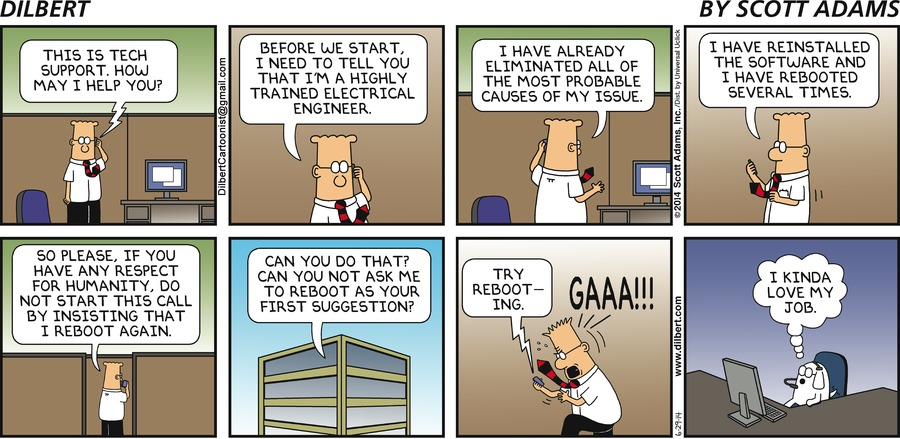 DILBERT
BY SCOTT ADAMS
THIS IS TECH
SUPPORT. HOW
MAY I HELP YOU?
DilbertCartoonist@gmail.com
BEFORE WE START,
I NEED TO TELL YOU
THAT I'M A HIGHLY
TRAINED ELECTRICAL
ENGINEER.
I HAVE ALREADY
ELIMINATED ALL OF
THE MOST PROBABLE
CAUSES OF MY ISSUE.
©2014 Scott Adams, Inc./Dist. by Universal Uclick
I HAVE REINSTALLED
THE SOFTWARE AND
I HAVE REBOOTED
SEVERAL TIMES.
SO PLEASE, IF YOU
HAVE ANY RESPECT
FOR HUMANITY, DO
NOT START THIS CALL
BY INSISTING THAT
I REBOOT AGAIN.
CAN YOU DO THAT?
CAN YOU NOT ASK ME
TO REBOOT AS YOUR
FIRST SUGGESTION?
TRY
REBOOT-
ING.
GAAA!!!
6-29-14
www.dilbert.com
I KINDA
LOVE MY
JOB.